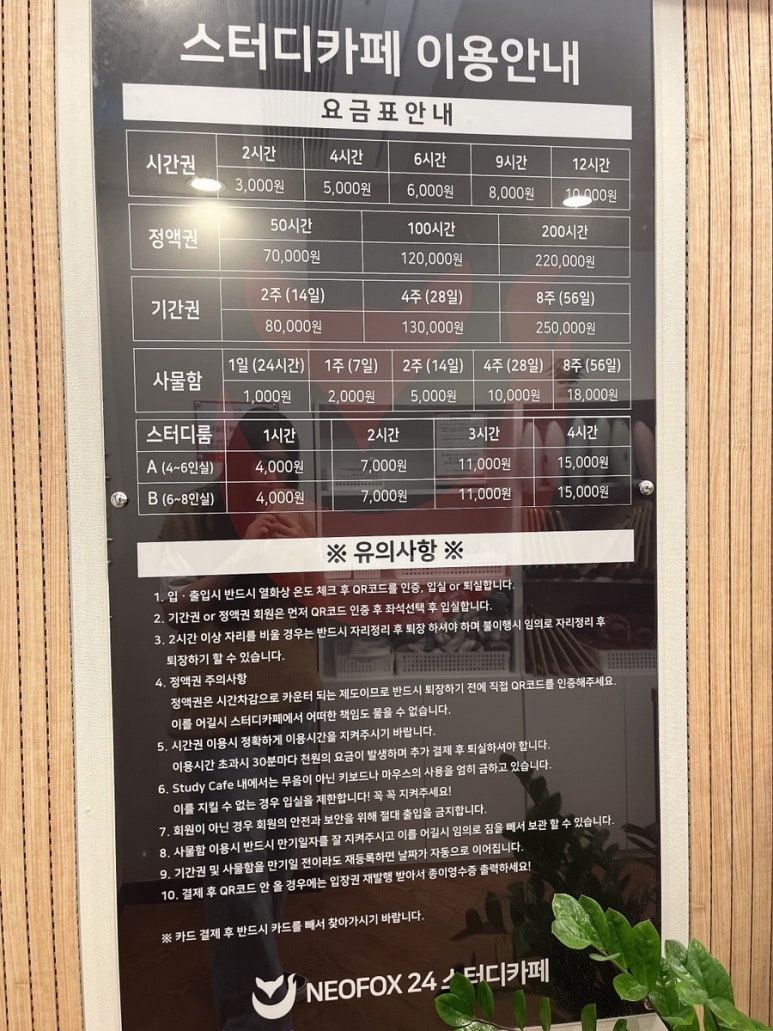 스터디카페 이용안내
요금표안내
시간권 2시간 4시간 6시간 9시간 12시간
3,000원 5,000원 6,000원 8,000원 10,000원
정액권 50시간 100시간 200시간
70,000원 120,000원 220,000원
기간권 2주 (14일) 4주 (28일) 8주 (56일)
80,000원 130,000원 250,000원
사물함 1일 (24시간) 1주 (7일) 2주 (14일) 4주 (28일) 8주 (56일)
1,000원 2,000원 5,000원 10,000원 18,000원
스터디룸 1시간 2시간 3시간 4시간
A (4~6인실) 4,000원 7,000원 11,000원 15,000원
B (6~8인실) 4,000원 7,000원 11,000원 15,000원
※ 유의사항 ※
1. 입 · 출입시 반드시 열화상 온도 체크 후 QR코드를 인증, 입실 or 퇴실합니다.
2. 기간권 or 정액권 회원은 먼저 QR코드 인증 후 좌석선택 후 입실합니다.
3. 2시간 이상 자리를 비울 경우는 반드시 자리정리 후 퇴장 하셔야 하며 불이행시 임의로 자리정리 후
퇴장하기 할 수 있습니다.
4. 정액권 주의사항
정액권은 시간차감으로 카운터 되는 제도이므로 반드시 퇴장하기 전에 직접 QR코드를 인증해주세요.
이를 어길시 스터디카페에서 어떠한 책임도 물을 수 없습니다.
5. 시간권 이용시 정확하게 이용시간을 지켜주시기 바랍니다.
이용시간 초과시 30분마다 천원의 요금이 발생하며 추가 결제 후 퇴실하셔야 합니다.
6. Study Cafe 내에서는 무음이 아닌 키보드나 마우스의 사용을 엄히 금하고 있습니다.
이를 지킬 수 없는 경우 입실을 제한합니다! 꼭 꼭 지켜주세요!
7. 회원이 아닌 경우 회원의 안전과 보안을 위해 절대 출입을 금지합니다.
8. 사물함 이용시 반드시 만기일자를 잘 지켜주시고 이를 어길시 임의로 짐을 빼서 보관 할 수 있습니다.
9. 기간권 및 사물함을 만기일 전이라도 재등록하면 날짜가 자동으로 이어집니다.
10. 결제 후 QR코드 안 올 경우에는 입장권 재발행 받아서 종이영수증 출력하세요!
※ 카드 결제 후 반드시 카드를 빼서 찾아가시기 바랍니다.
NEOFOX 24 스터디카페